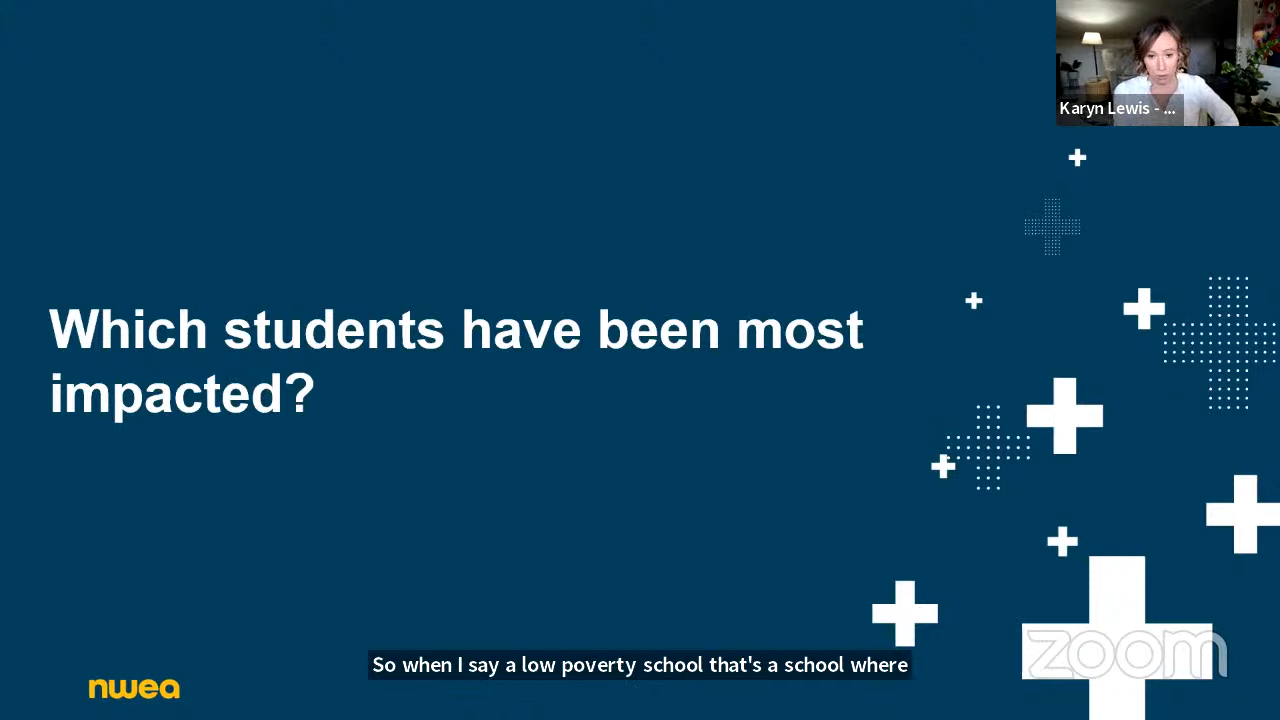 Karyn Lewis - ...
Which students have been most
impacted?
So when I say a low poverty school that's a school where
zoom
nwea